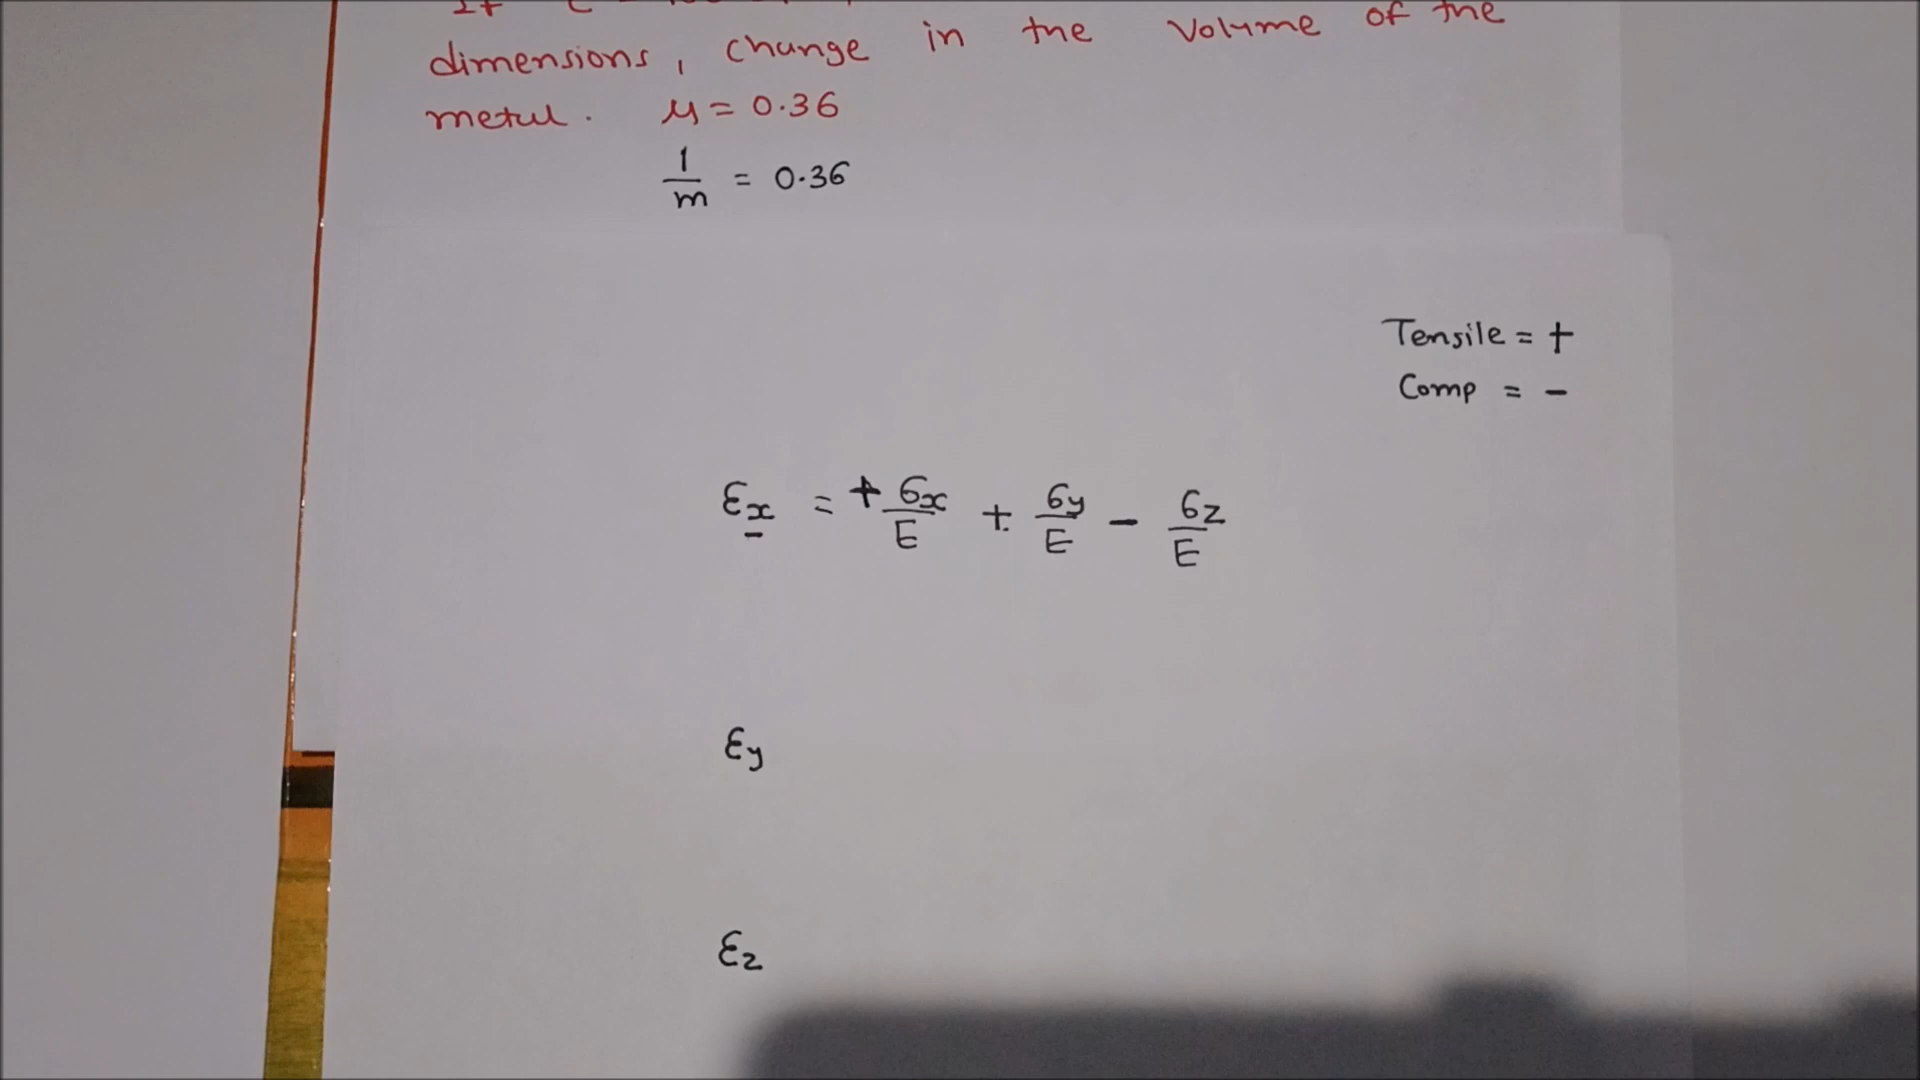 If
dimensions, change in the Volume of the
metal. μ = 0.36
1/m = 0.36
Tensile = +
Comp = -
εx = + σx/E + σy/E - σz/E
εy
εz